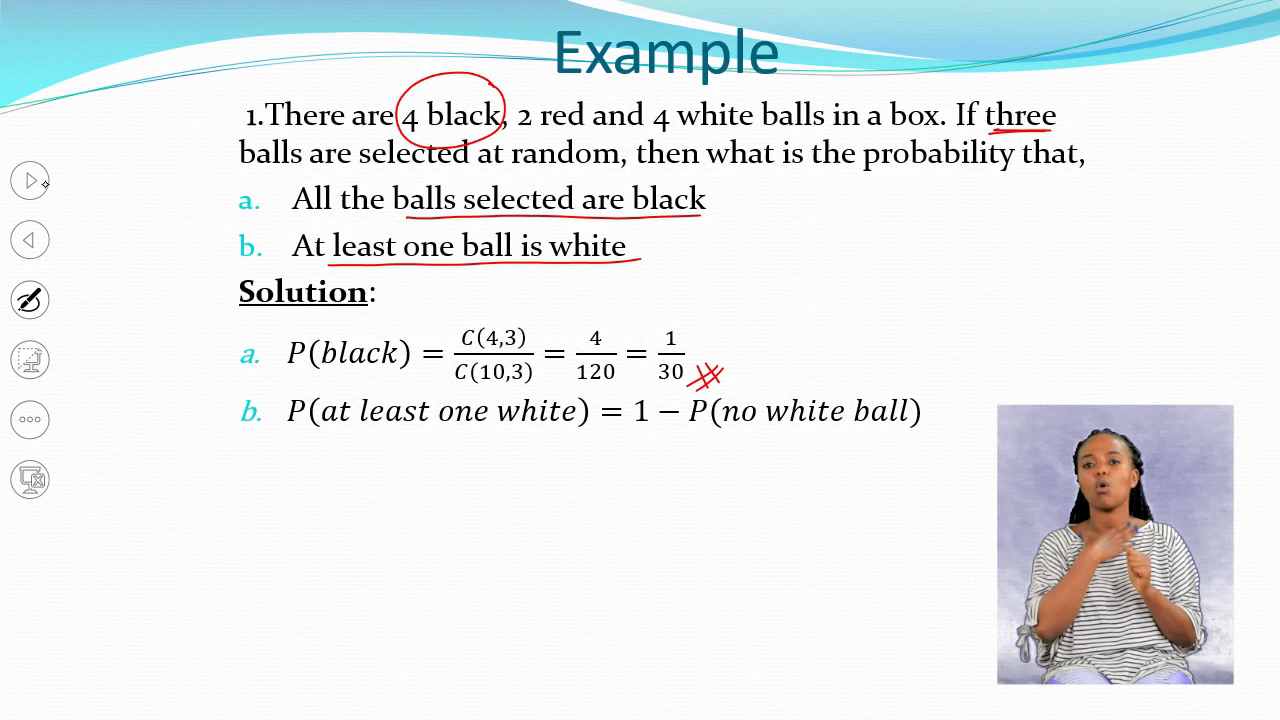 Example
1.There are 4 black, 2 red and 4 white balls in a box. If three
balls are selected at random, then what is the probability that,
a. All the balls selected are black
b. At least one ball is white
Solution:
a. P(black) = C(4,3)/C(10,3) = 4/120 = 1/30
b. P(at least one white) = 1 − P(no white ball)